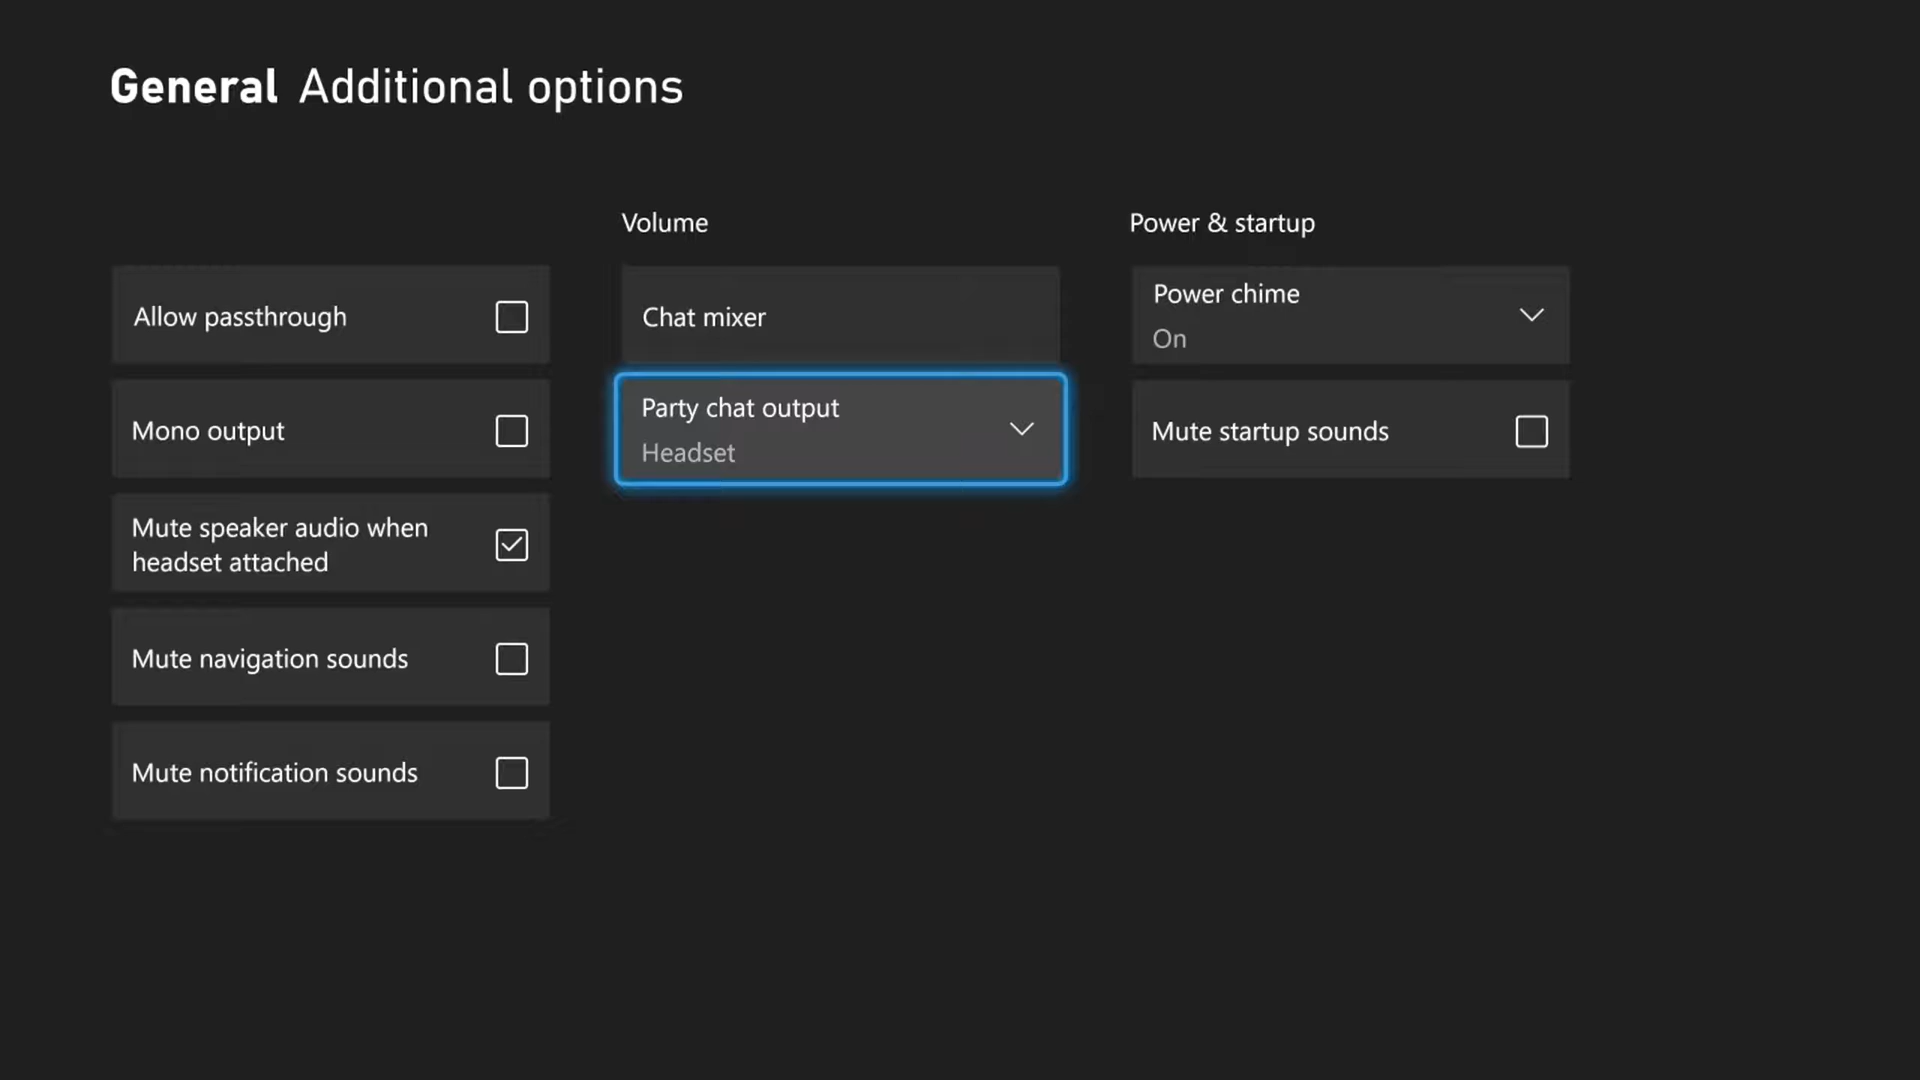 General Additional options
Allow passthrough
Mono output
Mute speaker audio when
headset attached
Mute navigation sounds
Mute notification sounds
Volume
Chat mixer
Party chat output
Headset
Power & startup
Power chime
On
Mute startup sounds